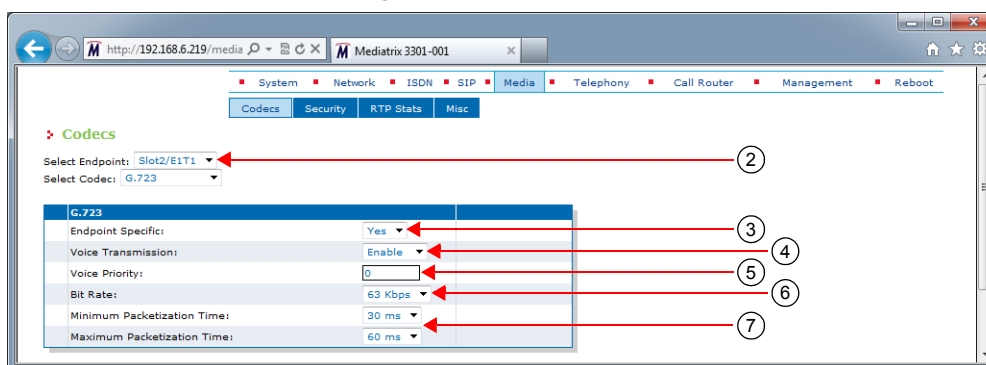 http://192.168.6.219/media
Mediatrix 3301-001
System Network ISDN SIP Media Telephony Call Router Management Reboot
Codecs Security RTP Stats Misc
Codecs
Select Endpoint: Slot2/E1T1 2
Select Codec: G.723
G.723
Endpoint Specific: Yes 3
Voice Transmission: Enable 4
Voice Priority: 0 5
Bit Rate: 63 Kbps 6
Minimum Packetization Time: 30 ms 7
Maximum Packetization Time: 60 ms